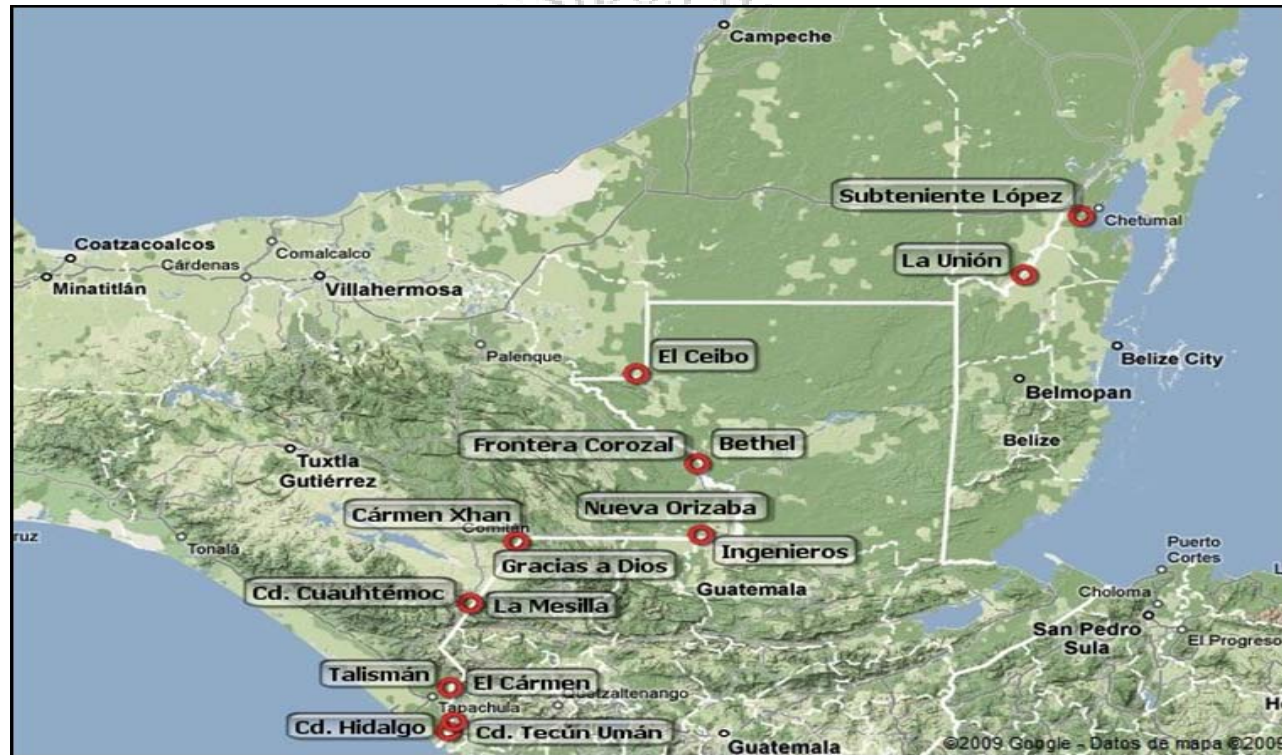 Campeche
Subteniente López
Chetumal
Coatzacoalcos
Comalcalco
La Unión
Cárdenas
Minatitlán
Villahermosa
Palenque
El Ceibo
Belize City
Belmopan
Frontera Corozal
Bethel
Belize
Tuxtla
Gutiérrez
Nueva Orizaba
Cármen Xhan
Comitán
ruz
Tonalá
Ingenieros
Puerto
Cortes
Gracias a Dios
Guatemala
Cd. Cuauhtémoc
La Mesilla
Choloma
San Pedro
Sula
El Progreso
Talismán
El Cármen
Quetzaltenango
Tapachula
Cd. Hidalgo
Cd. Tecún Umán
Guatemala
©2009 Google - Datos de mapa ©2009